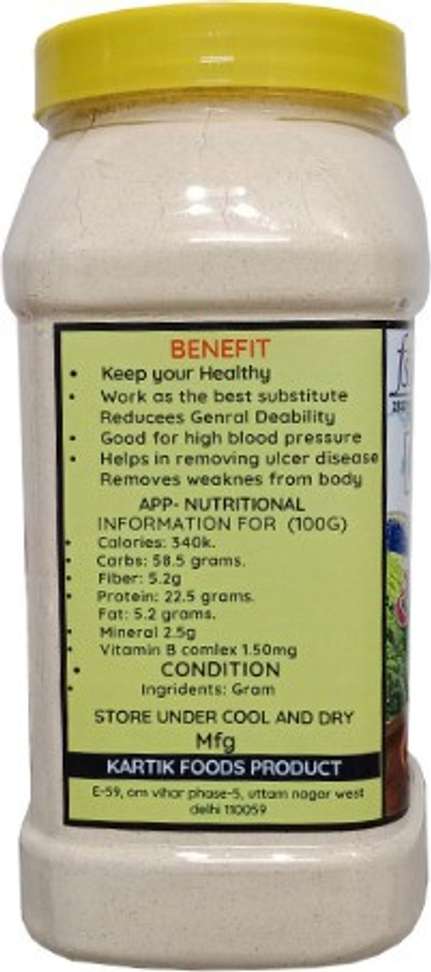 BENEFIT
• Keep your Healthy
• Work as the best substitute
Reducees Genral Deability
• Good for high blood pressure
• Helps in removing ulcer disease
Removes weaknes from body
APP- NUTRITIONAL
INFORMATION FOR (100G)
• Calories: 340k.
• Carbs: 58.5 grams.
• Fiber: 5.2g
• Protein: 22.5 grams.
Fat: 5.2 grams.
• Mineral 2.5g
• Vitamin B comlex 1.50mg
• CONDITION
• Ingridents: Gram
STORE UNDER COOL AND DRY
Mfg
KARTIK FOODS PRODUCT
E-59, om vihar phase-5, uttam nagar west
delhi 110059